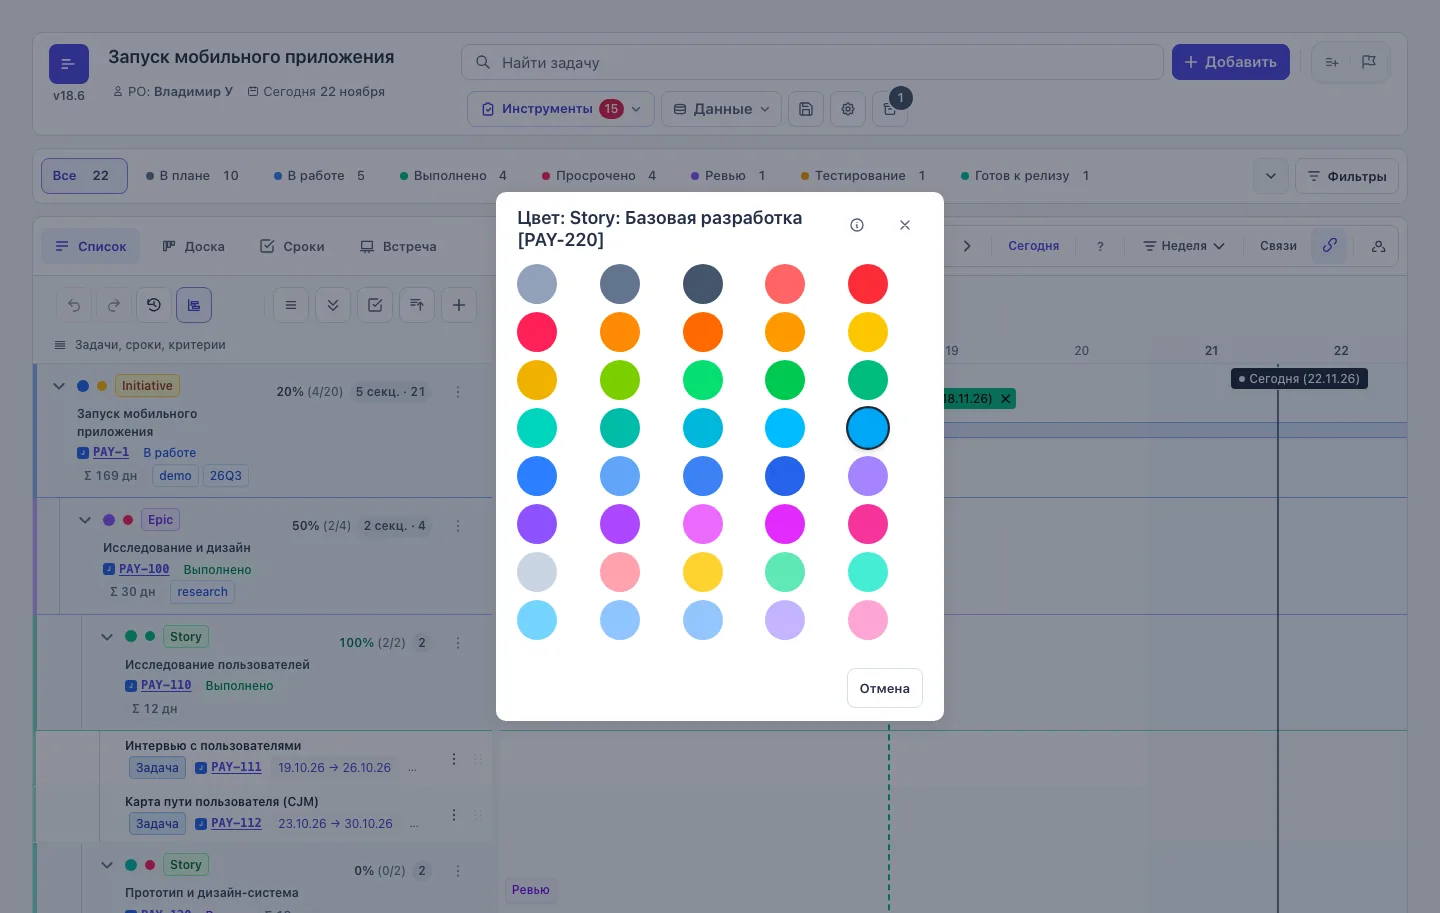 Запуск мобильного приложения
v18.6
PO: Владимир У
Сегодня 22 ноября
Найти задачу
Добавить
Инструменты 15
Данные
1
Все 22
В плане 10
В работе 5
Выполнено 4
Просрочено 4
Ревью 1
Тестирование 1
Готов к релизу 1
Фильтры
Список
Доска
Сроки
Встреча
Сегодня
?
Неделя
Связи
Цвет: Story: Базовая разработка
[PAY-220]
Отмена
Задачи, сроки, критерии
19
20
21
22
18.11.26)
Сегодня (22.11.26)
Initiative
20% (4/20)
5 секц. · 21
Запуск мобильного
приложения
PAY-1 В работе
Σ 169 дн demo 26Q3
Epic
50% (2/4)
2 секц. · 4
Исследование и дизайн
PAY-100 Выполнено
Σ 30 дн research
Story
100% (2/2) 2
Исследование пользователей
PAY-110 Выполнено
Σ 12 дн
Интервью с пользователями
Задача PAY-111 19.10.26 → 26.10.26 ...
Карта пути пользователя (CJM)
Задача PAY-112 23.10.26 → 30.10.26 ...
Story
0% (0/2) 2
Прототип и дизайн-система
Ревью